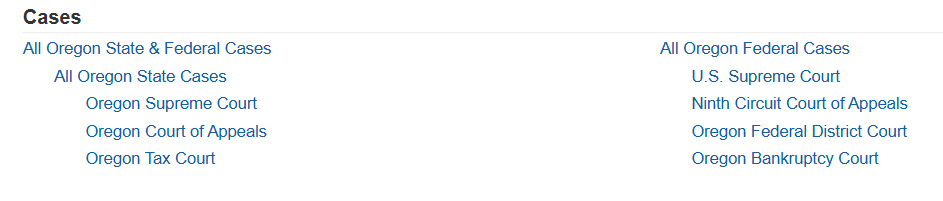 Cases
All Oregon State & Federal Cases
All Oregon State Cases
Oregon Supreme Court
Oregon Court of Appeals
Oregon Tax Court
All Oregon Federal Cases
U.S. Supreme Court
Ninth Circuit Court of Appeals
Oregon Federal District Court
Oregon Bankruptcy Court